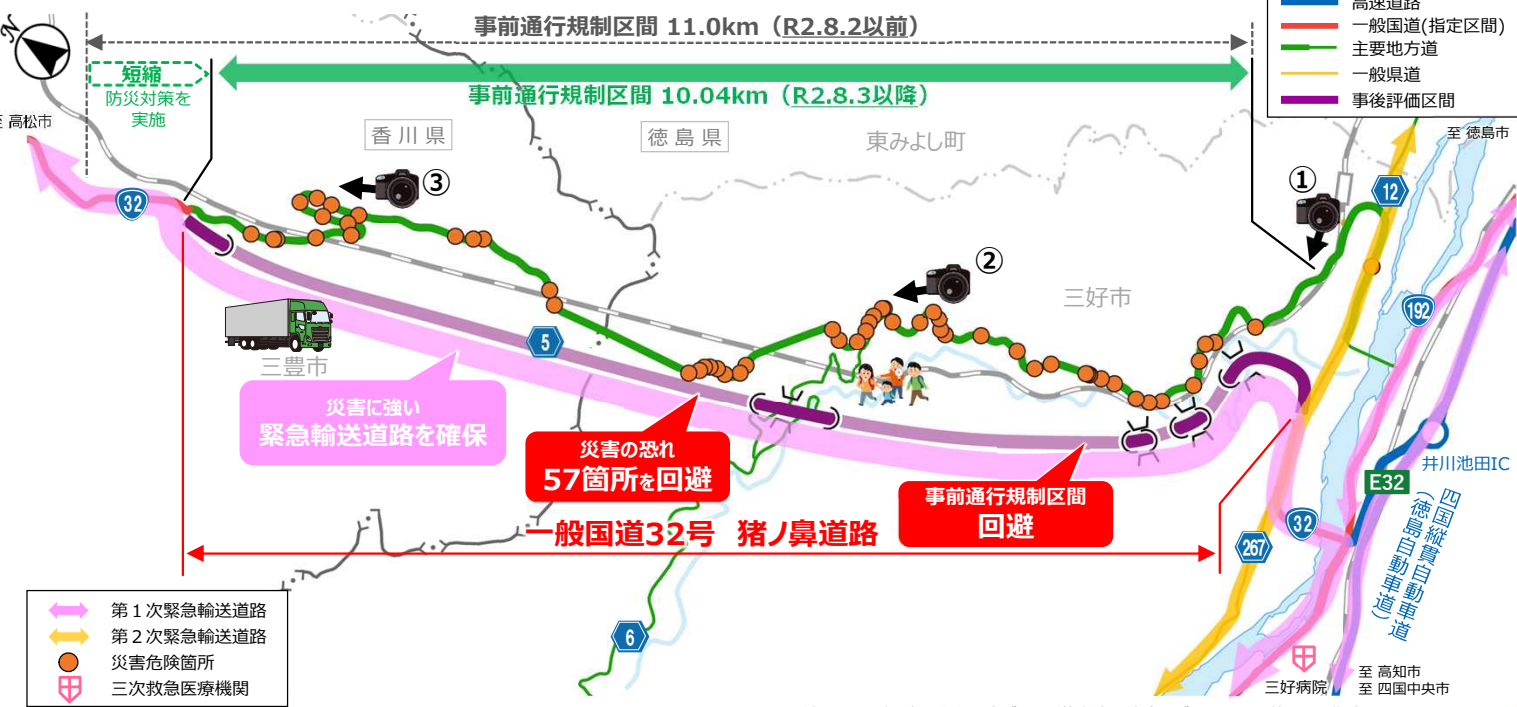 事前通行規制区間 11.0km（R2.8.2以前）
短縮
防災対策を
実施
事前通行規制区間 10.04km（R2.8.3以降）
高速道路
一般国道(指定区間)
主要地方道
一般県道
事後評価区間
至 高松市
香川県
徳島県
東みよし町
至 徳島市
③
①
12
32
②
三好市
192
5
三豊市
災害に強い
緊急輸送道路を確保
災害の恐れ
57箇所を回避
事前通行規制区間
回避
井川池田IC
E32
四国縦貫自動車道
（徳島自動車道）
一般国道32号 猪ノ鼻道路
32
267
6
第１次緊急輸送道路
第２次緊急輸送道路
災害危険箇所
三次救急医療機関
三好病院
至 高知市
至 四国中央市